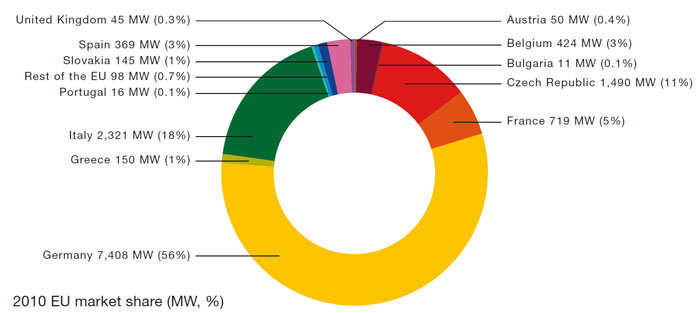 United Kingdom 45 MW (0.3%)
Austria 50 MW (0.4%)
Spain 369 MW (3%)
Belgium 424 MW (3%)
Slovakia 145 MW (1%)
Bulgaria 11 MW (0.1%)
Rest of the EU 98 MW (0.7%)
Czech Republic 1,490 MW (11%)
Portugal 16 MW (0.1%)
France 719 MW (5%)
Italy 2,321 MW (18%)
Greece 150 MW (1%)
Germany 7,408 MW (56%)
2010 EU market share (MW, %)